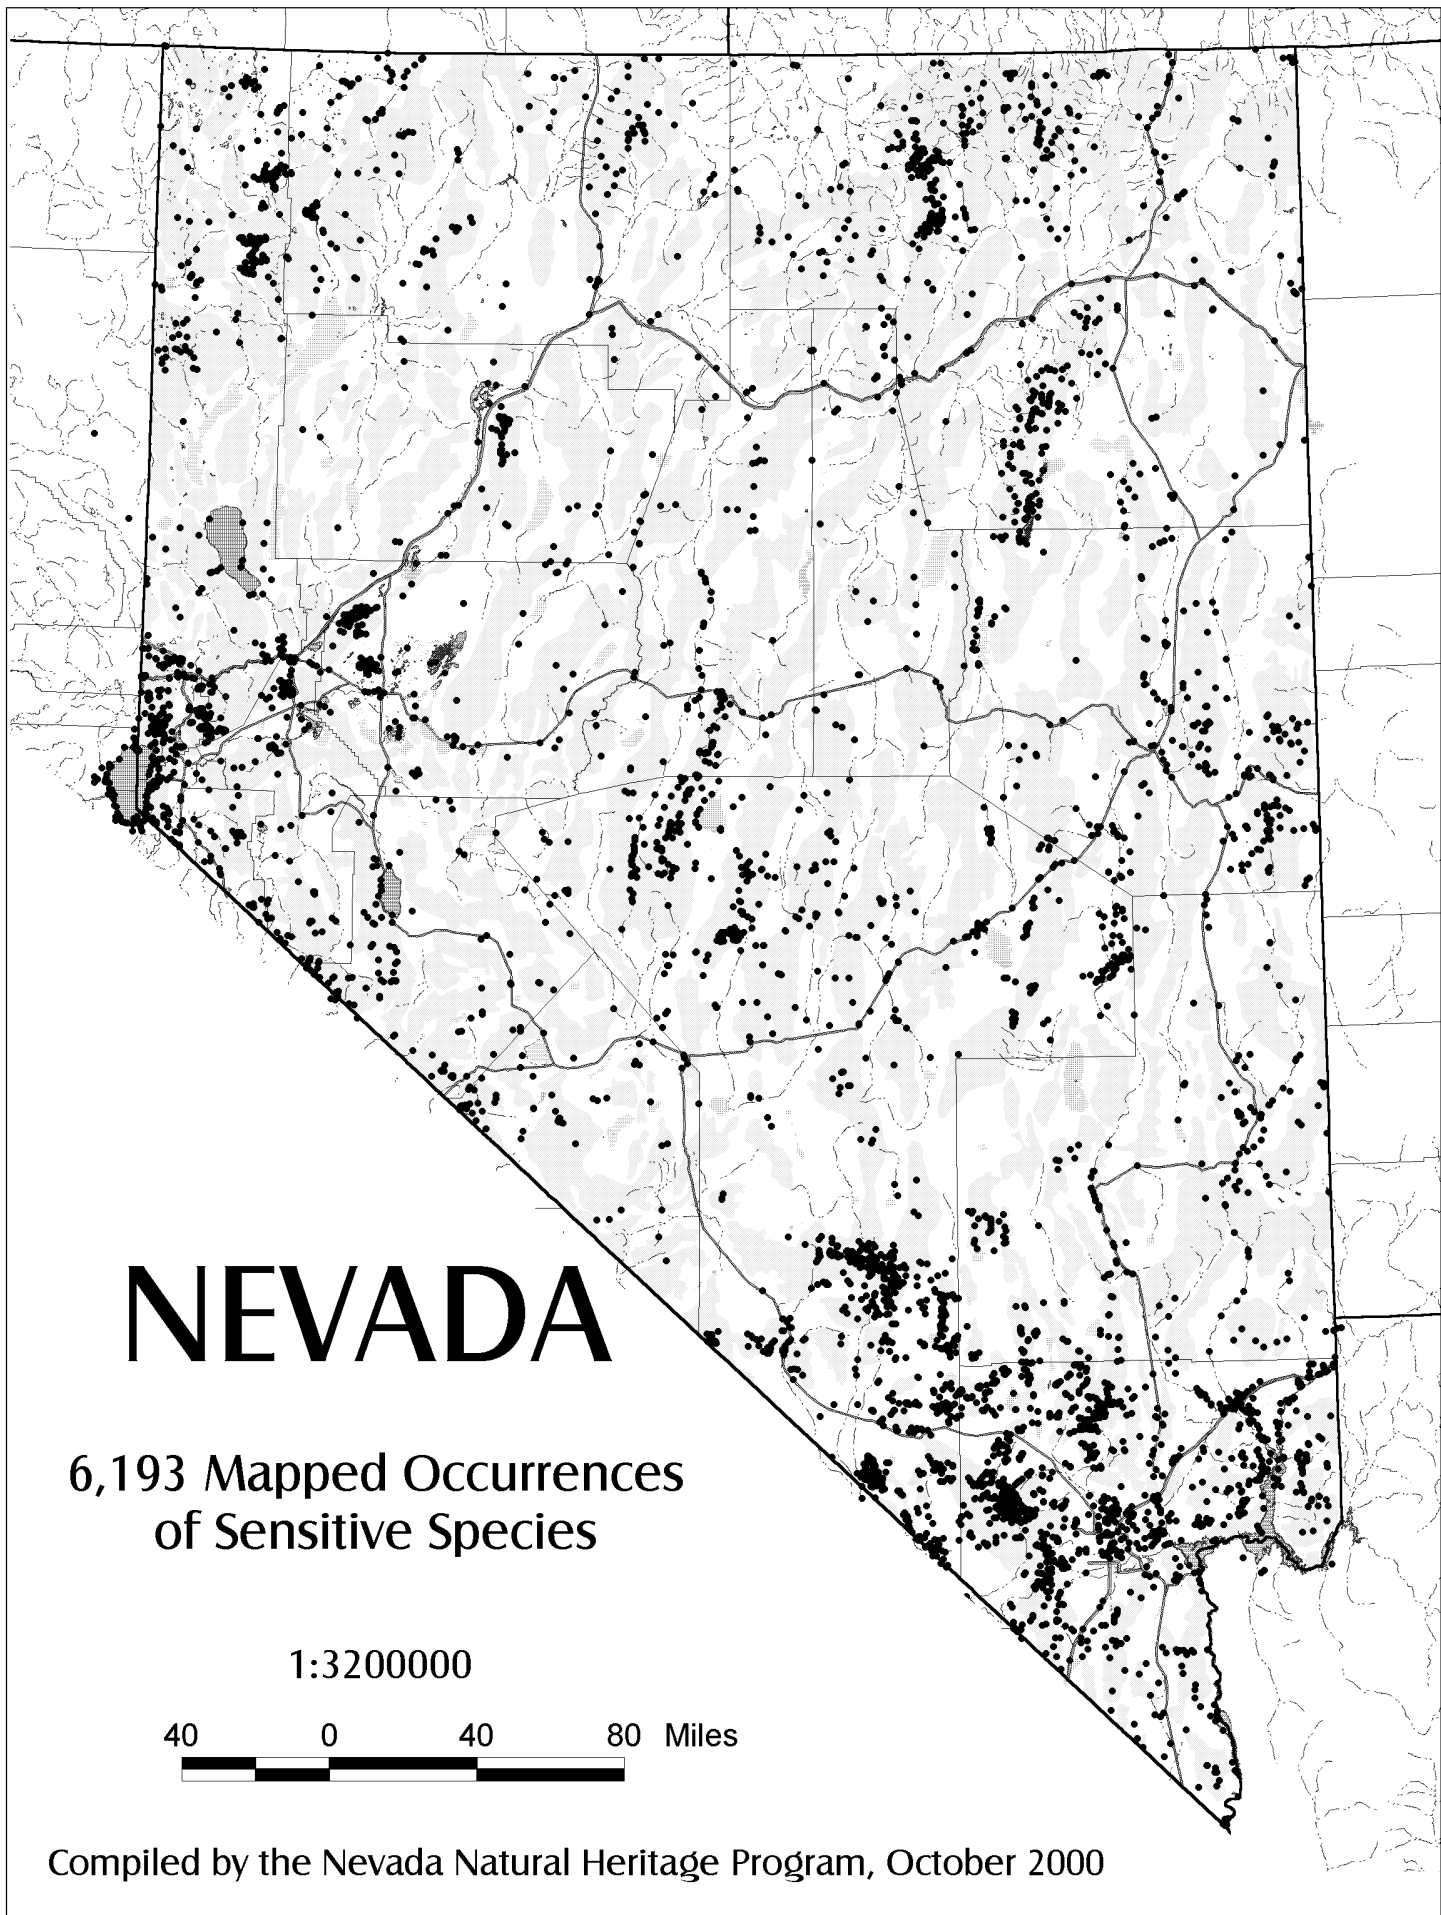 NEVADA
6,193 Mapped Occurrences
of Sensitive Species
1:3200000
40 0 40 80 Miles
Compiled by the Nevada Natural Heritage Program, October 2000